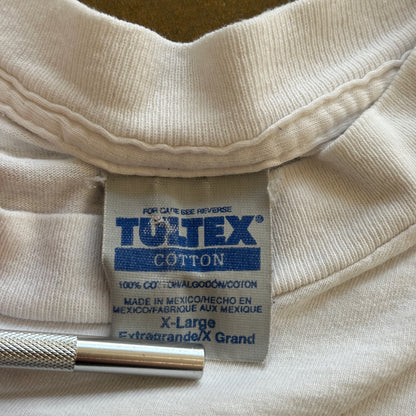 FOR CARE SEE REVERSE
TULTEX®
COTTON
100% COTTON/ALGODÓN/COTON
MADE IN MEXICO/HECHO EN
MEXICO/FABRIQUE AUX MEXIQUE
X-Large
Extragrande/X Grand